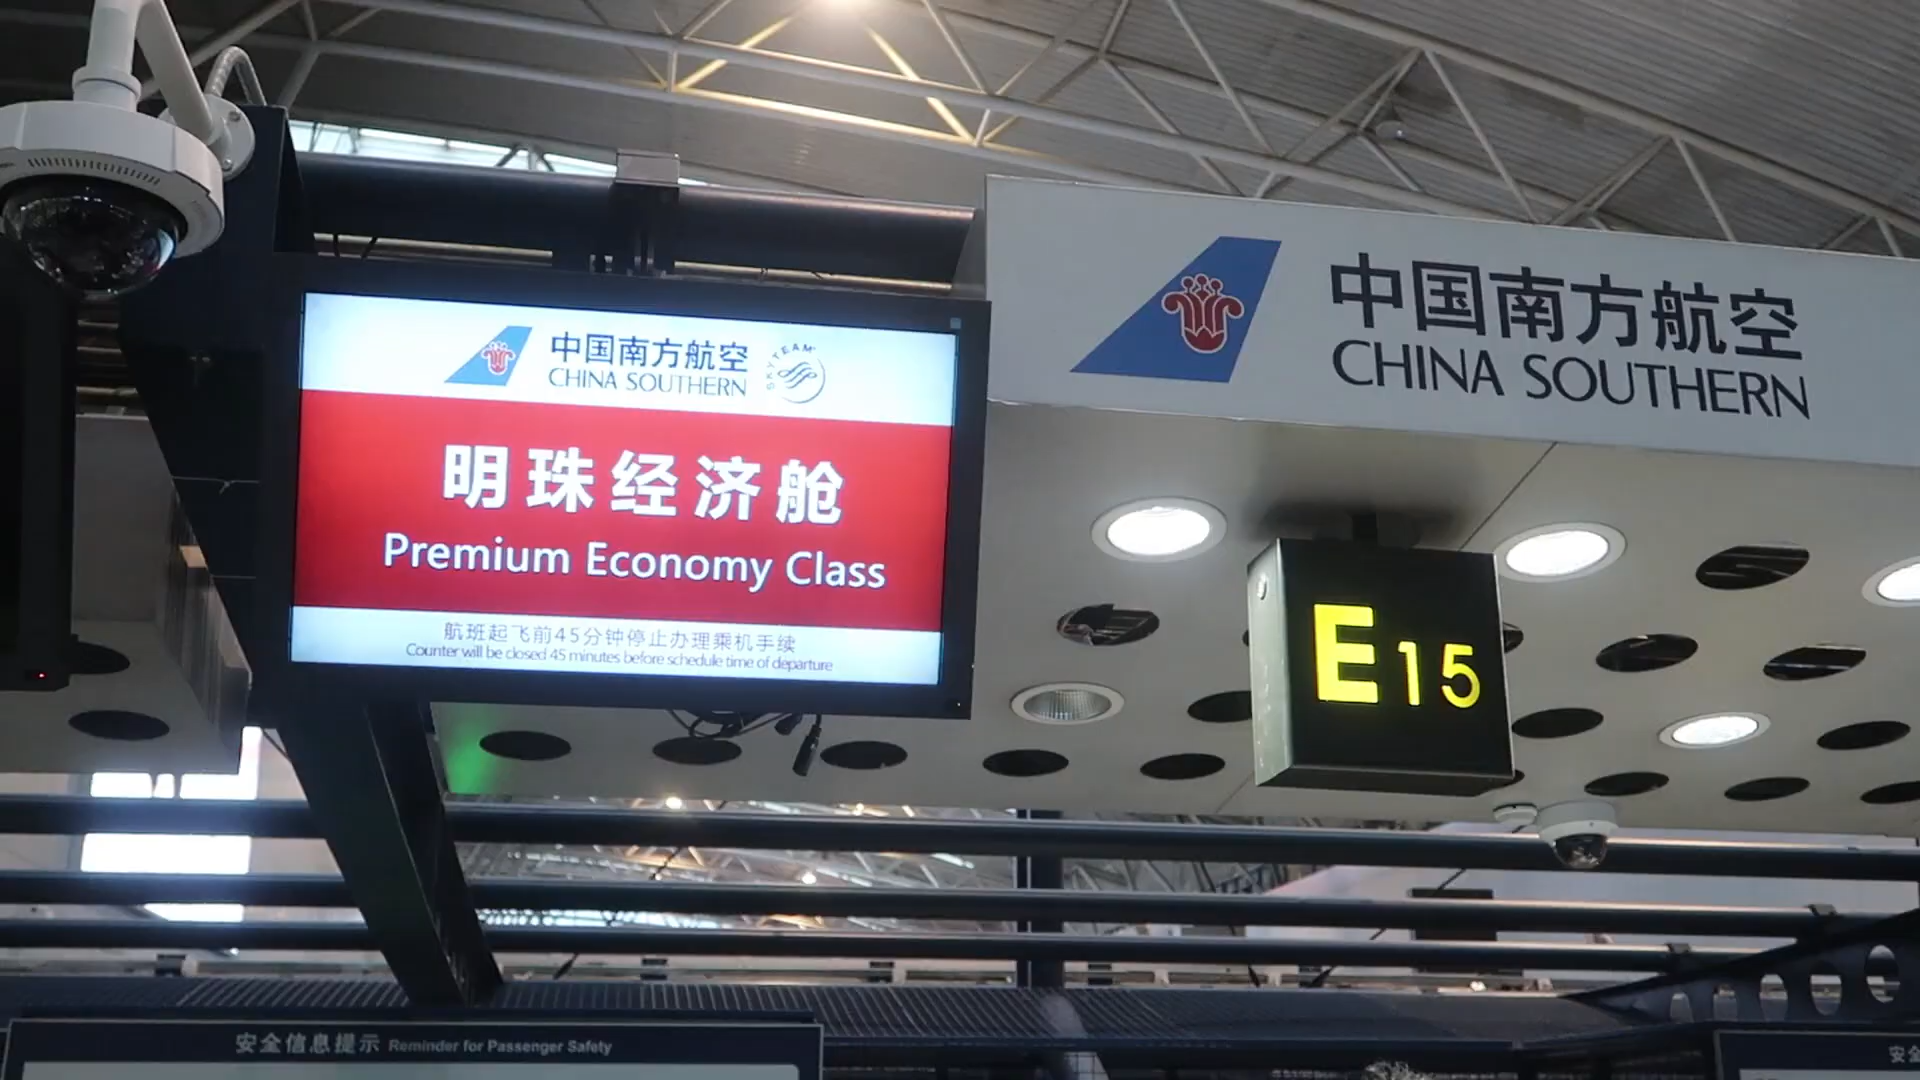 中国南方航空
CHINA SOUTHERN
SKYTEAM
明珠经济舱
Premium Economy Class
航班起飞前45分钟停止办理乘机手续
Counter will be closed 45 minutes before schedule time of departure
中国南方航空
CHINA SOUTHERN
E15
安全信息提示 Reminder for Passenger Safety
安全